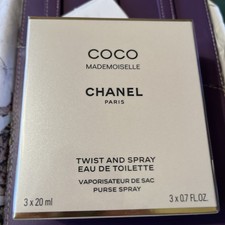 COCO
MADEMOISELLE
CHANEL
PARIS
TWIST AND SPRAY
EAU DE TOILETTE
VAPORISATEUR DE SAC
PURSE SPRAY
3 x 20 ml
3 x 0.7 FL. OZ.